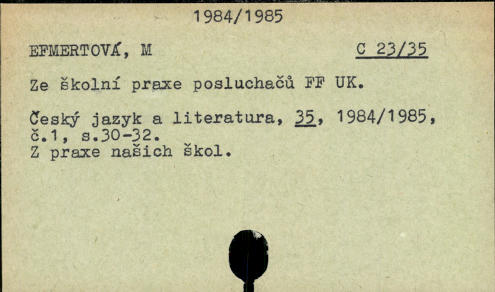 1984/1985
EFMERTOVÁ, M C 23/35
Ze školní praxe posluchačů FF UK.
Český jazyk a literatura, 35, 1984/1985,
č.1, s.30-32.
Z praxe našich škol.